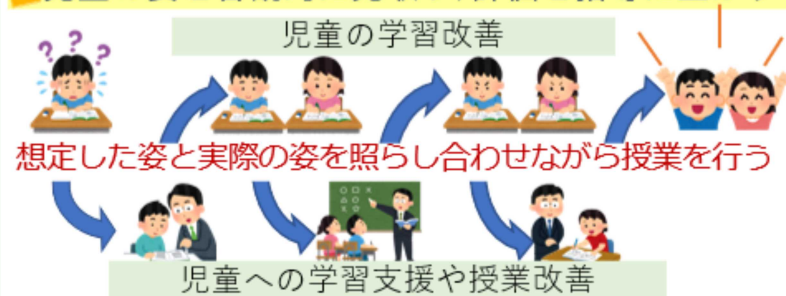 児童の学習改善
想定した姿と実際の姿を照らし合わせながら授業を行う
児童への学習支援や授業改善